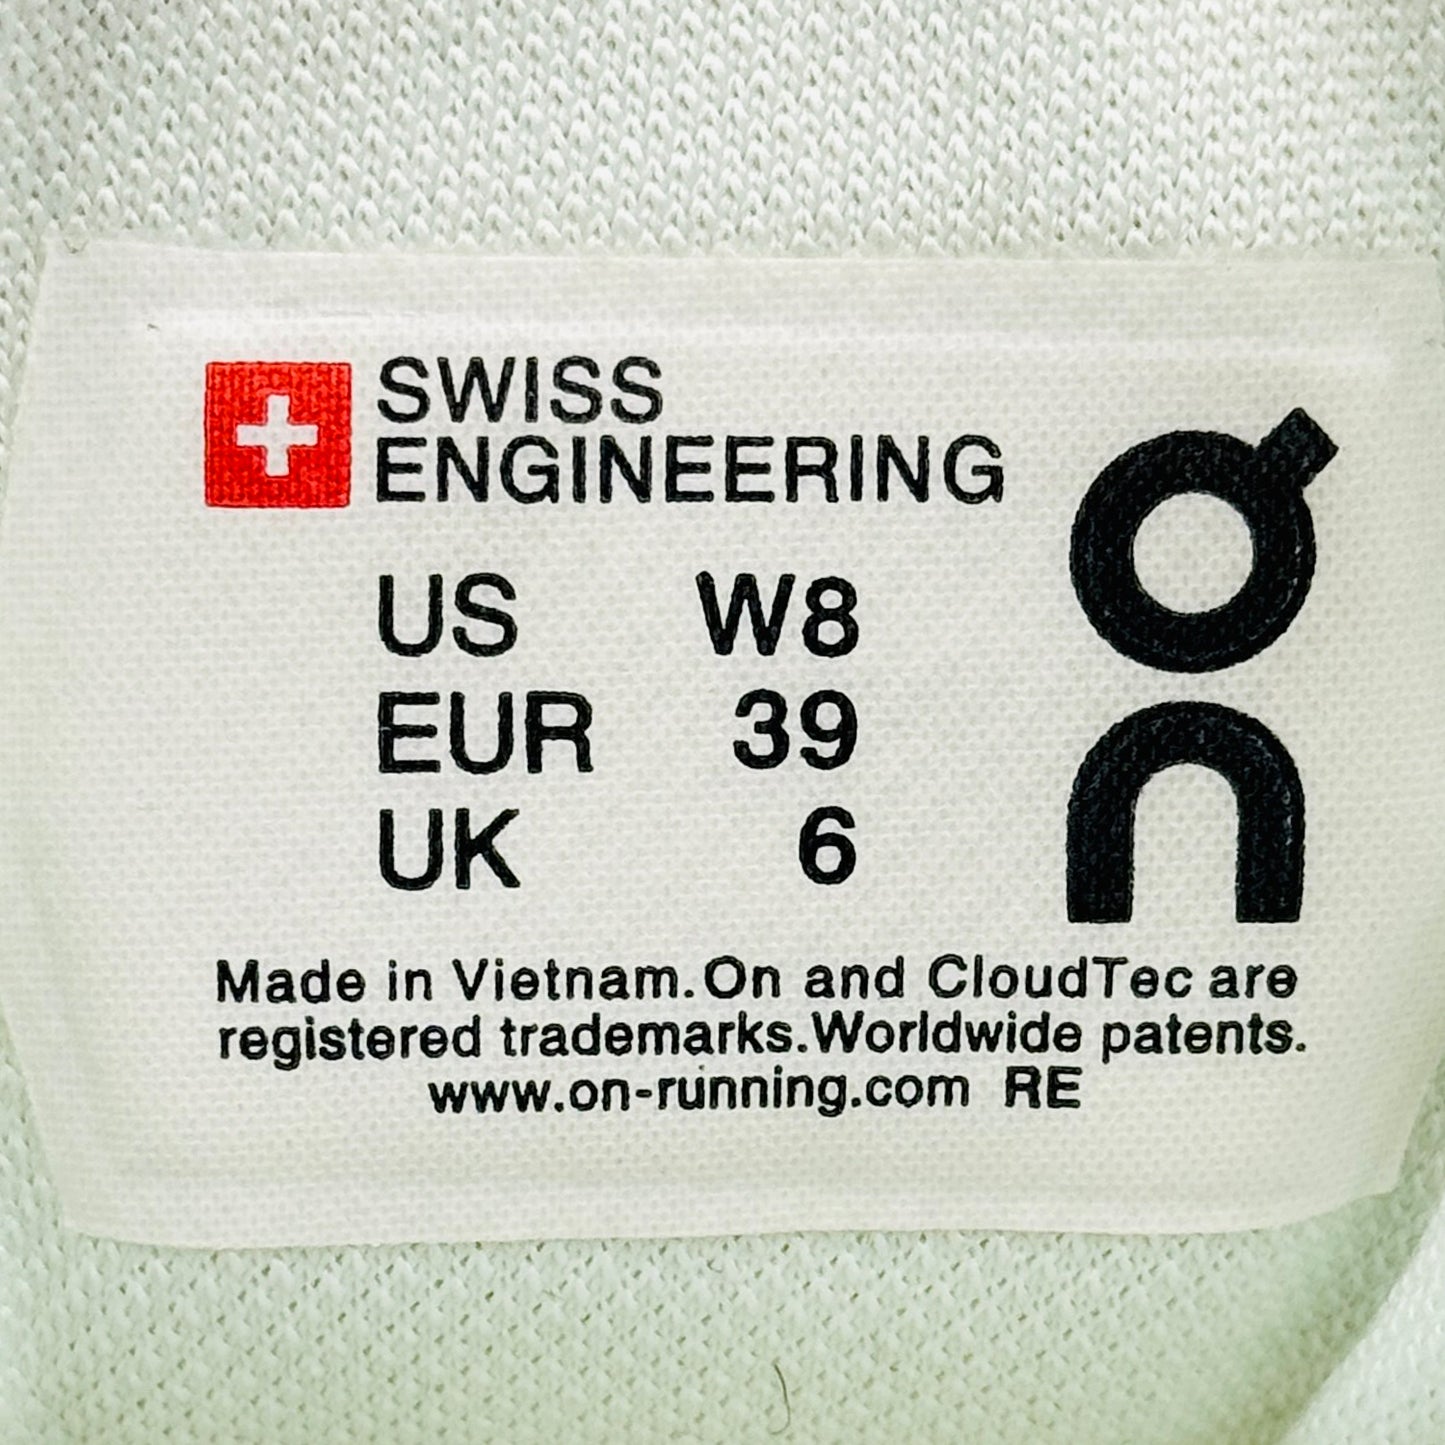 SWISS
ENGINEERING
US W8
EUR 39
UK 6
On
Made in Vietnam.On and CloudTec are
registered trademarks.Worldwide patents.
www.on-running.com RE